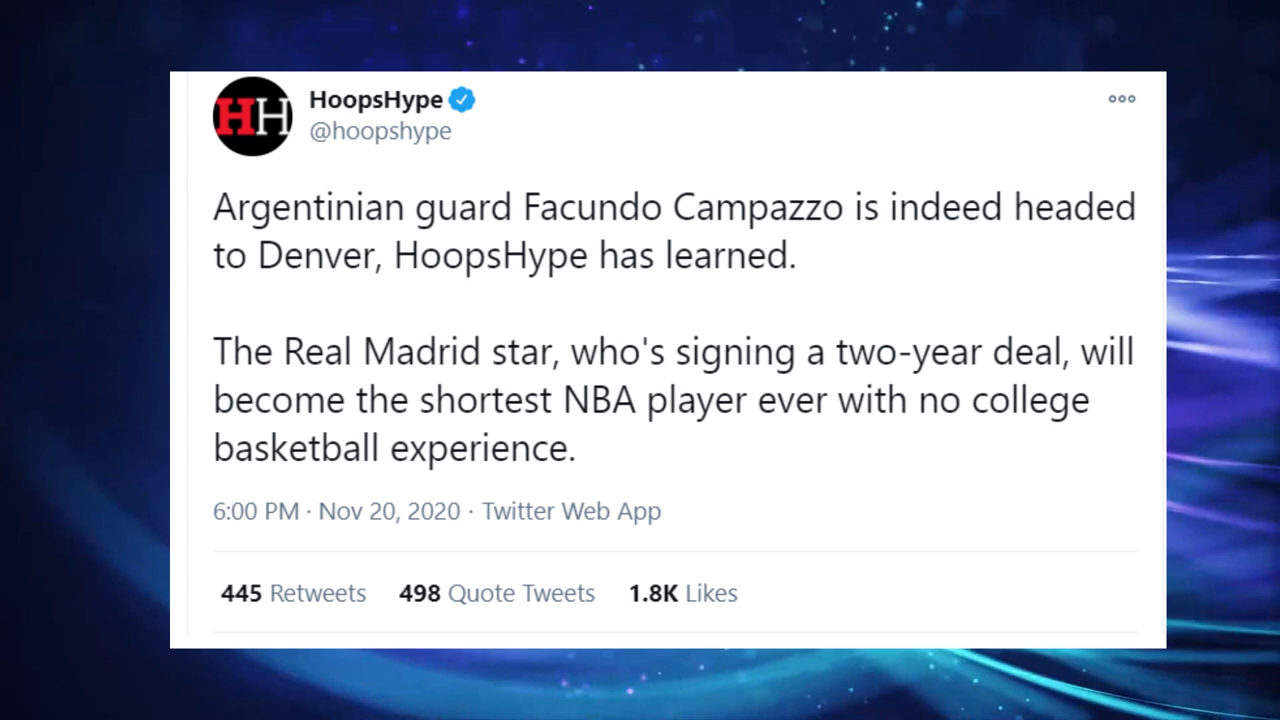 HH
HoopsHype
@hoopshype
Argentinian guard Facundo Campazzo is indeed headed
to Denver, HoopsHype has learned.
The Real Madrid star, who's signing a two-year deal, will
become the shortest NBA player ever with no college
basketball experience.
6:00 PM · Nov 20, 2020 · Twitter Web App
445 Retweets 498 Quote Tweets 1.8K Likes